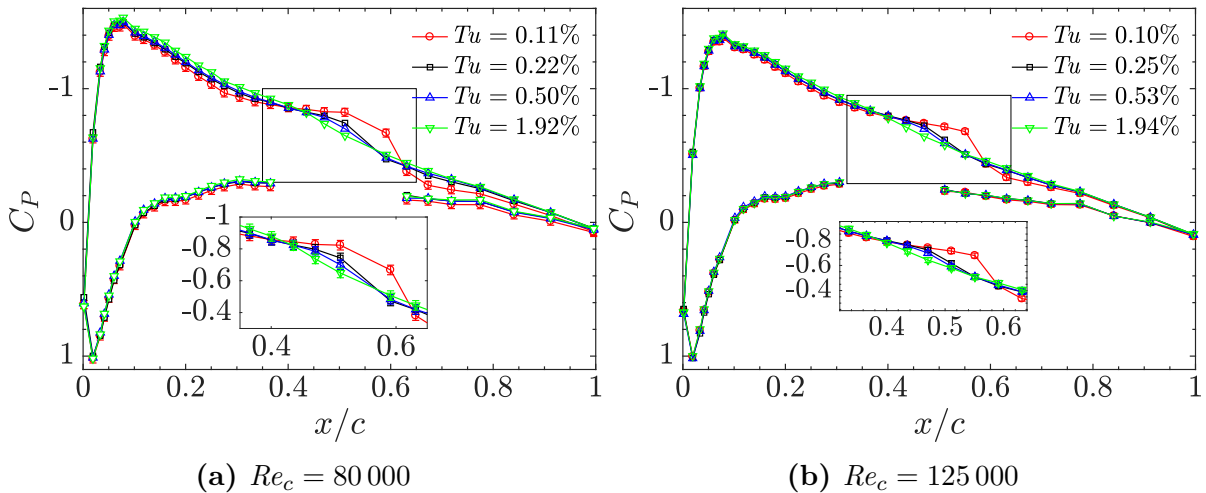 Tu = 0.11%
Tu = 0.22%
Tu = 0.50%
Tu = 1.92%
-1
0
1
C_P
-1
-0.8
-0.6
-0.4
0.4 0.6
0 0.2 0.4 0.6 0.8 1
x/c
(a) Re_c = 80 000
Tu = 0.10%
Tu = 0.25%
Tu = 0.53%
Tu = 1.94%
-1
0
1
C_P
-0.8
-0.6
-0.4
0.4 0.5 0.6
0 0.2 0.4 0.6 0.8 1
x/c
(b) Re_c = 125 000